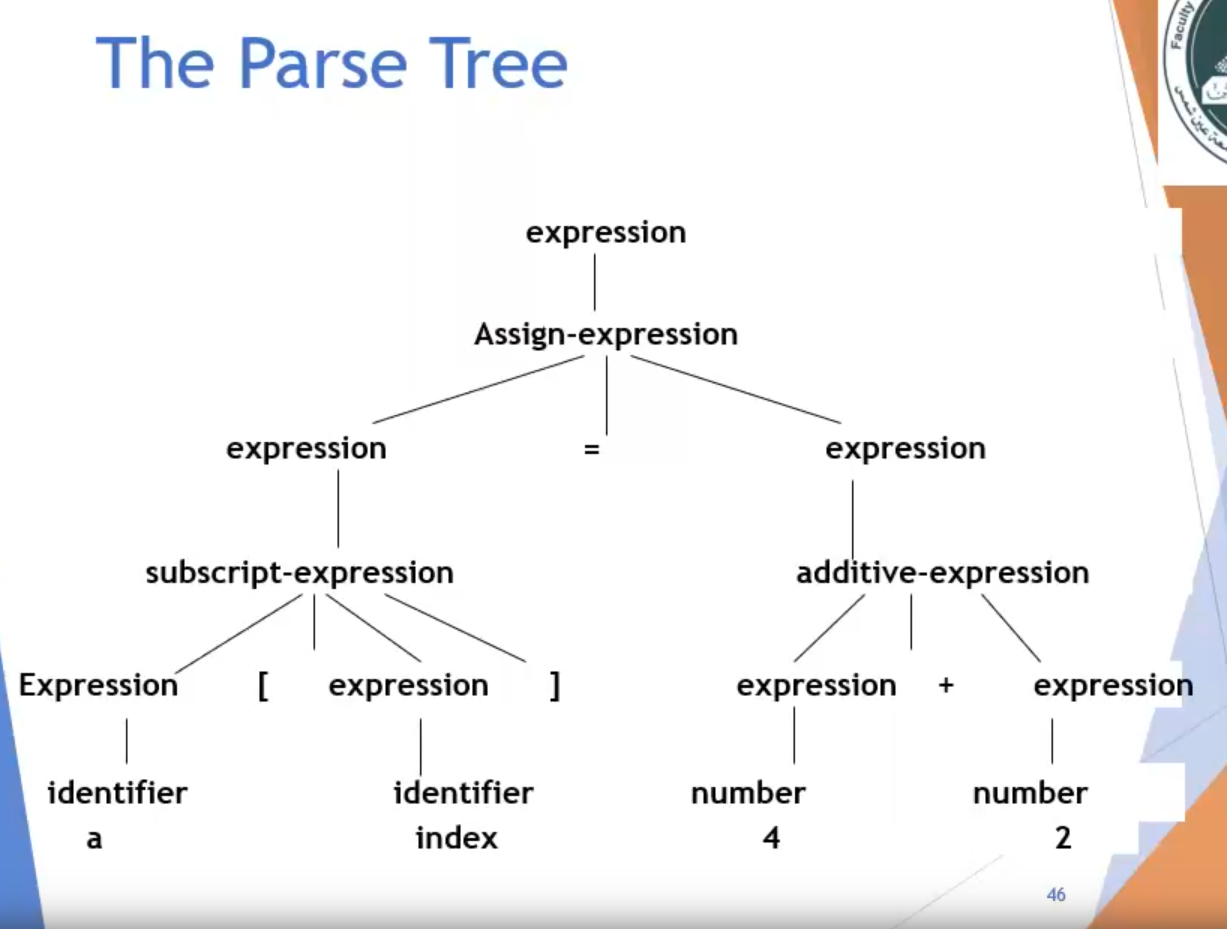 The Parse Tree
Faculty
expression
Assign-expression
expression = expression
subscript-expression additive-expression
Expression [ expression ] expression + expression
identifier identifier number number
a index 4 2
46